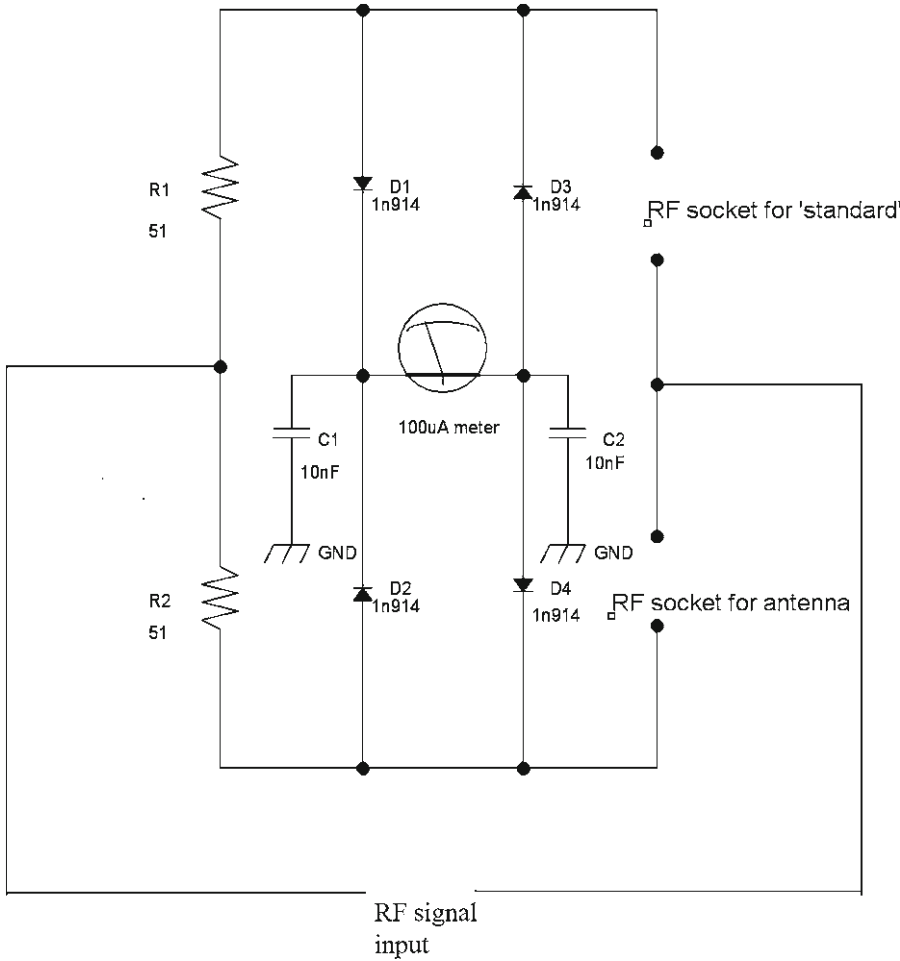 R1
51
D1
1n914
D3
1n914
RF socket for 'standard'
100uA meter
C1
10nF
C2
10nF
GND
GND
R2
51
D2
1n914
D4
1n914
RF socket for antenna
RF signal
input